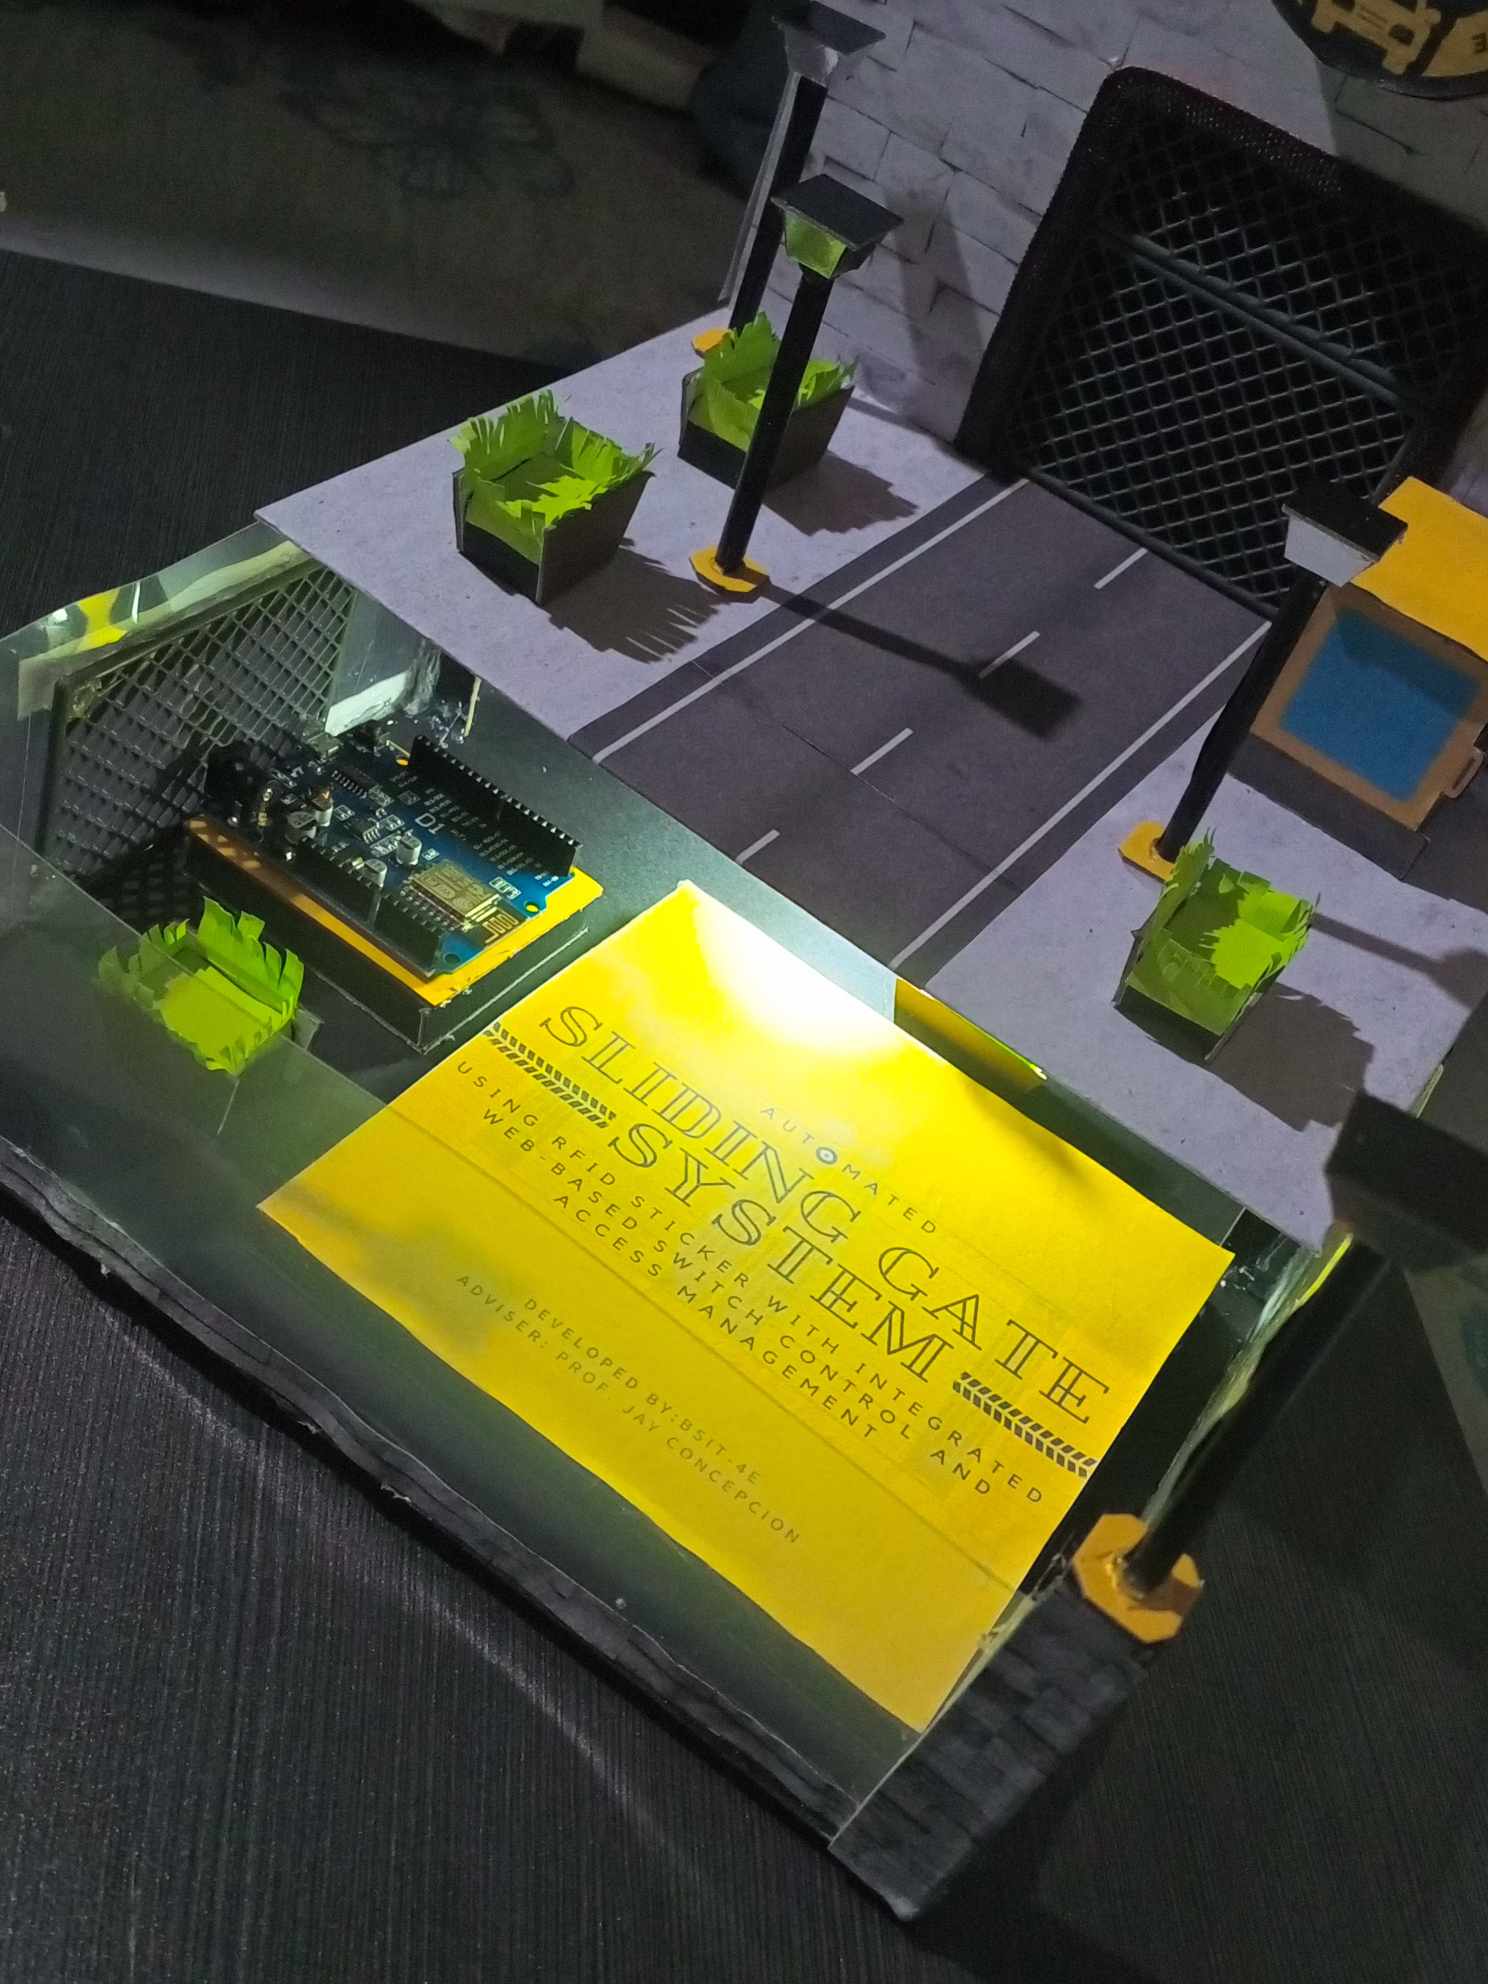 AUTOMATED
SLIDING GATE
SYSTEM
USING RFID STICKER WITH INTEGRATED
WEB-BASED SWITCH CONTROL AND
ACCESS MANAGEMENT
DEVELOPED BY:BSIT-4E
ADVISER: PROF. JAY CONCEPCION
D1